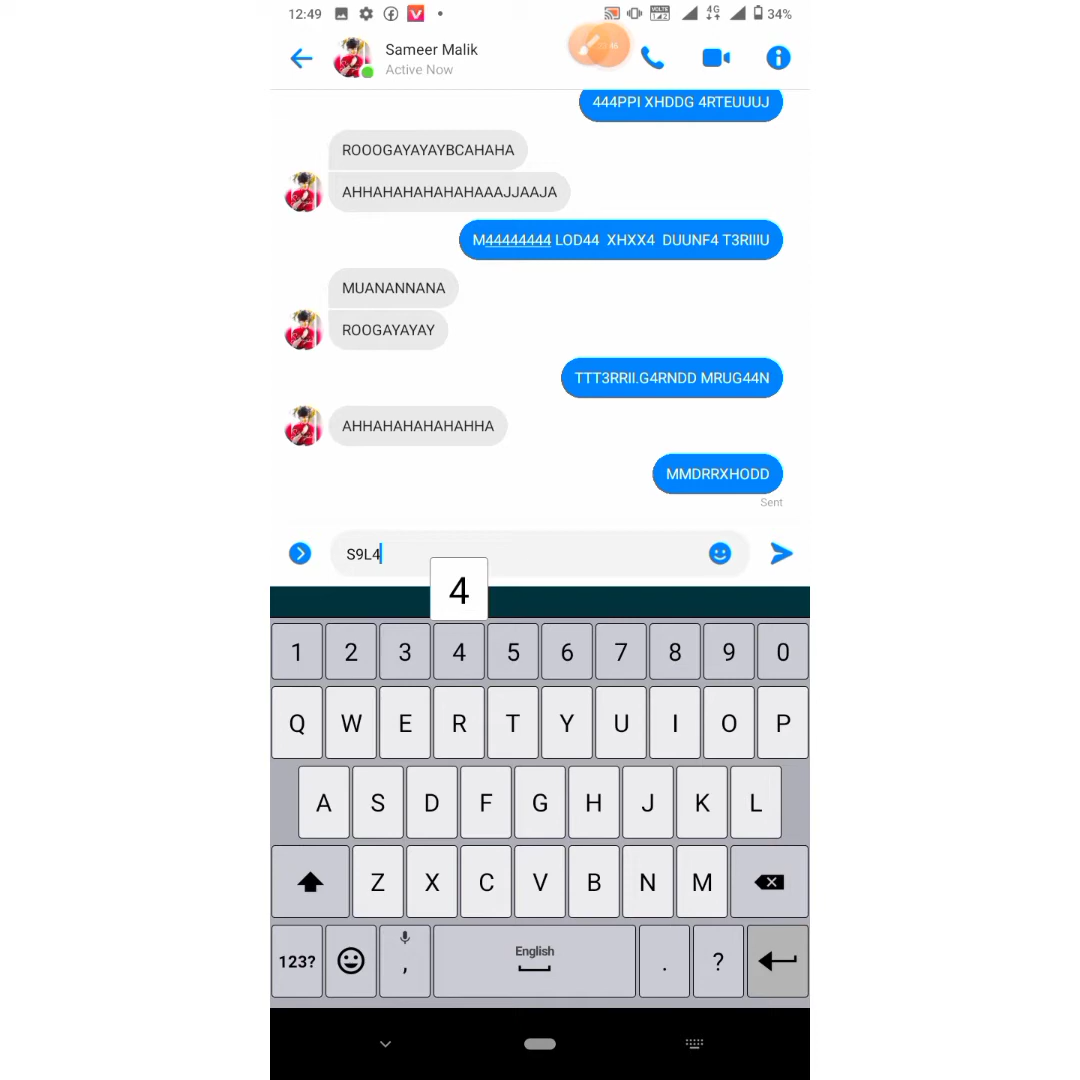 12:49
VOLTE
4G
34%
Sameer Malik
Active Now
444PPI XHDDG 4RTEUUUJ
ROOOGAYAYAYBCAHAHA
AHHAHAHAHAHAHAAAJJAAJA
M44444444 LOD44 XHXX4 DUUNF4 T3RIIIU
MUANANNANA
ROOGAYAYAY
TTT3RRII.G4RNDD MRUG44N
AHHAHAHAHAHAHHA
MMDRRXHODD
Sent
S9L4
4
1 2 3 4 5 6 7 8 9 0
Q W E R T Y U I O P
A S D F G H J K L
Z X C V B N M
123? , English . ?